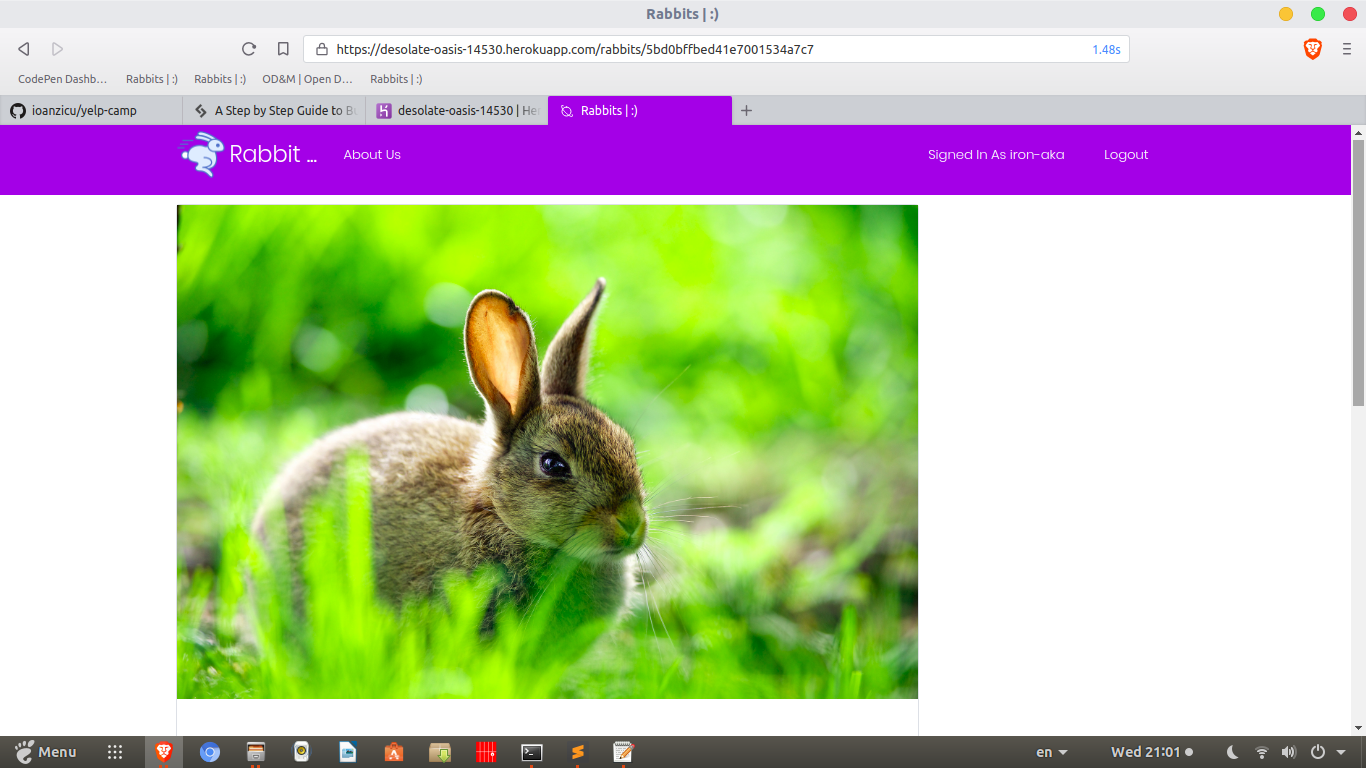 Rabbits | :)
https://desolate-oasis-14530.herokuapp.com/rabbits/5bd0bffbed41e7001534a7c7 1.48s
CodePen Dashb… Rabbits | :) Rabbits | :) OD&M | Open D… Rabbits | :)
ioanzicu/yelp-camp A Step by Step Guide to Bu desolate-oasis-14530 | He Rabbits | :)
Rabbit ... About Us Signed In As iron-aka Logout
Menu en Wed 21:01